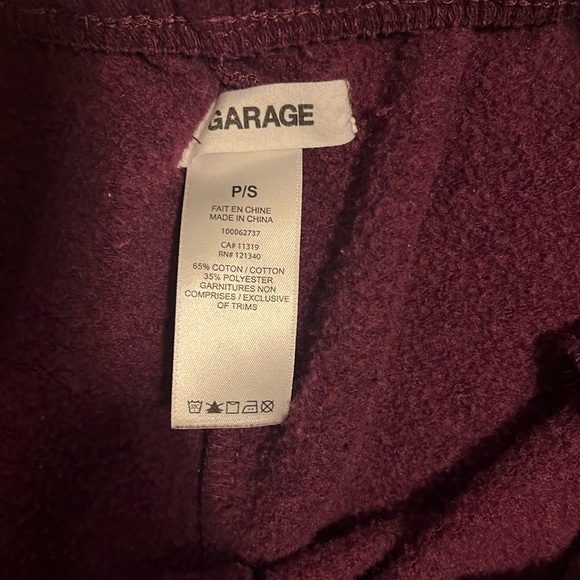 GARAGE
P/S
FAIT EN CHINE
MADE IN CHINA
100062737
CA# 11319
RN# 121340
65% COTON / COTTON
35% POLYESTER
GARNITURES NON
COMPRISES / EXCLUSIVE
OF TRIMS